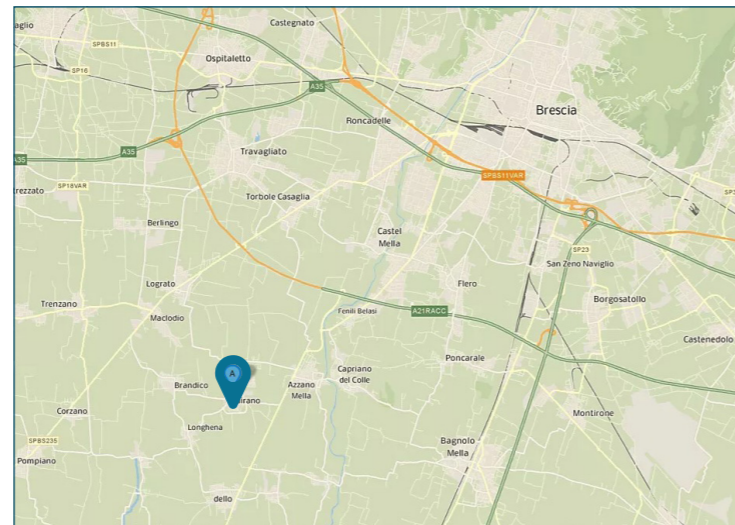 Castegnato
SPBS11
Ospitaletto
SP16
A35
Brescia
Roncadelle
Travagliato
A35
A35
SPBS11VAR
SP18VAR
Torbole Casaglia
Berlingo
Castel
Mella
SP23
San Zeno Naviglio
Lograto
Flero
Trenzano
Borgosatollo
Maclodio
Fenili Belasi
A21RACC
Castenedolo
Poncarale
Capriano
del Colle
A
Brandico
Azzano
Mella
Corzano
Montirone
Longhena
SPBS235
Bagnolo
Mella
Pompiano
dello